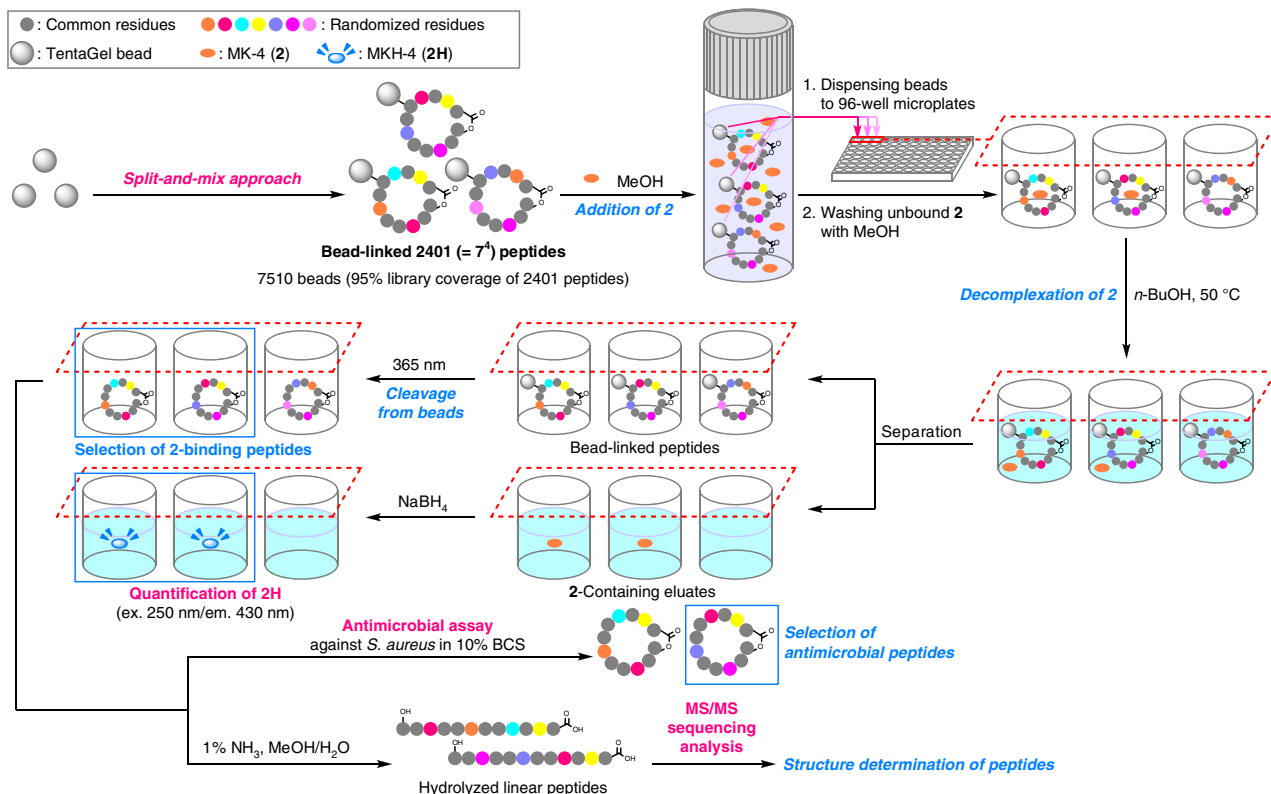 : Common residues
: Randomized residues
: TentaGel bead
: MK-4 (2)
: MKH-4 (2H)
Split-and-mix approach
Bead-linked 2401 (= 7⁴) peptides
7510 beads (95% library coverage of 2401 peptides)
MeOH
Addition of 2
1. Dispensing beads
to 96-well microplates
2. Washing unbound 2
with MeOH
Decomplexation of 2
n-BuOH, 50 °C
365 nm
Cleavage
from beads
Selection of 2-binding peptides
Bead-linked peptides
Separation
NaBH₄
Quantification of 2H
(ex. 250 nm/em. 430 nm)
2-Containing eluates
Antimicrobial assay
against S. aureus in 10% BCS
Selection of
antimicrobial peptides
1% NH₃, MeOH/H₂O
OH
O
OH
OH
O
OH
Hydrolyzed linear peptides
MS/MS
sequencing
analysis
Structure determination of peptides